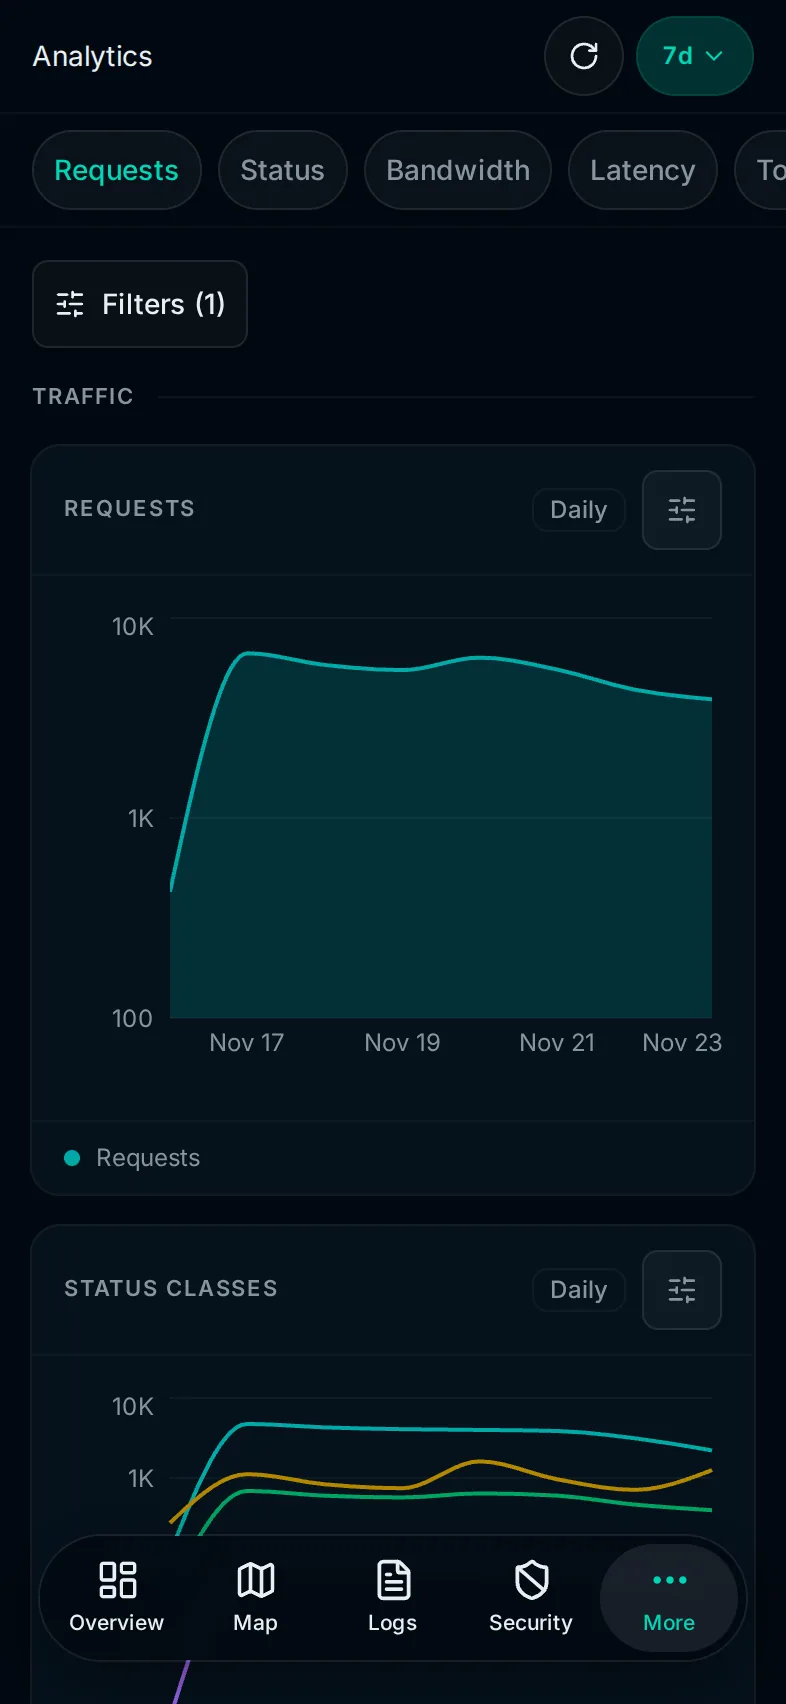 Analytics
7d
Requests Status Bandwidth Latency To
Filters (1)
TRAFFIC
REQUESTS Daily
10K
1K
100
Nov 17 Nov 19 Nov 21 Nov 23
Requests
STATUS CLASSES Daily
10K
1K
Overview Map Logs Security More